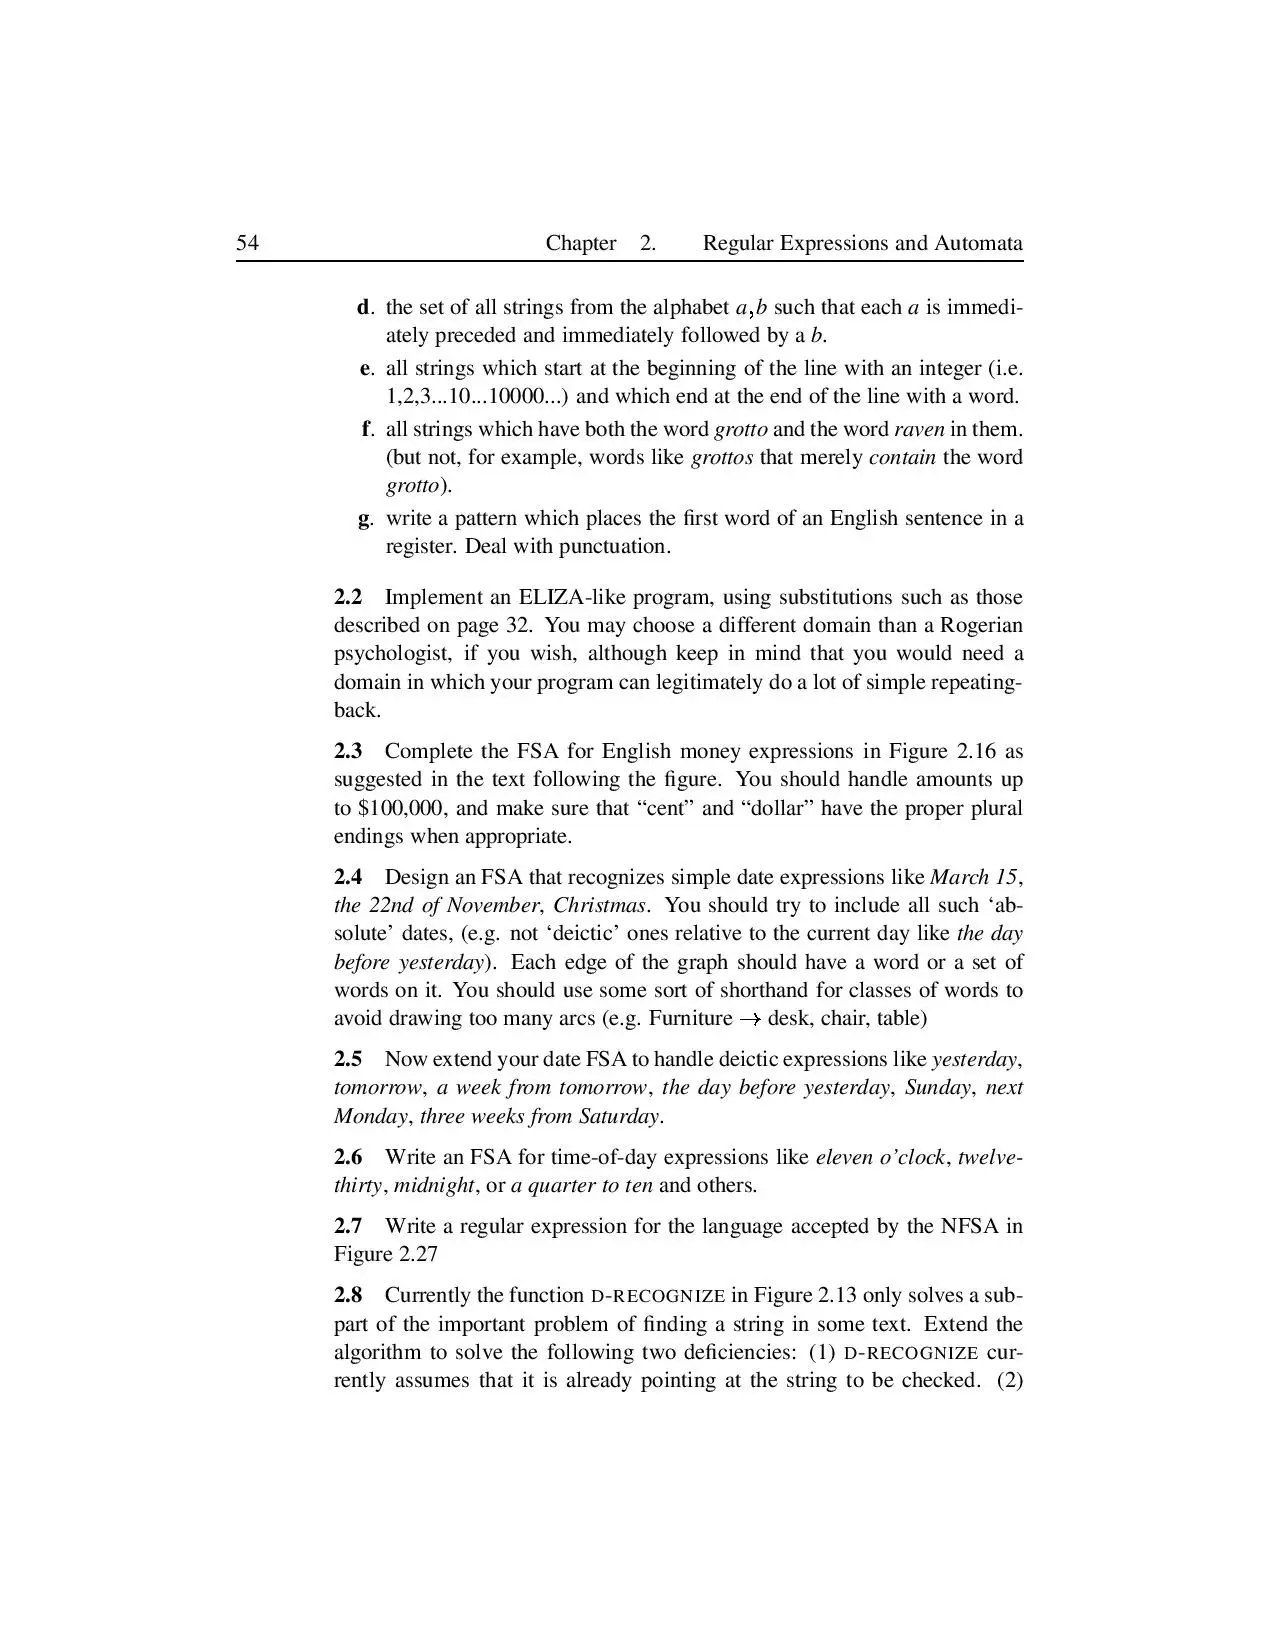 54 Chapter 2. Regular Expressions and Automata
d. the set of all strings from the alphabet a,b such that each a is immedi-
ately preceded and immediately followed by a b.
e. all strings which start at the beginning of the line with an integer (i.e.
1,2,3...10...10000...) and which end at the end of the line with a word.
f. all strings which have both the word grotto and the word raven in them.
(but not, for example, words like grottos that merely contain the word
grotto).
g. write a pattern which places the first word of an English sentence in a
register. Deal with punctuation.
2.2 Implement an ELIZA-like program, using substitutions such as those
described on page 32. You may choose a different domain than a Rogerian
psychologist, if you wish, although keep in mind that you would need a
domain in which your program can legitimately do a lot of simple repeating-
back.
2.3 Complete the FSA for English money expressions in Figure 2.16 as
suggested in the text following the figure. You should handle amounts up
to $100,000, and make sure that “cent” and “dollar” have the proper plural
endings when appropriate.
2.4 Design an FSA that recognizes simple date expressions like March 15,
the 22nd of November, Christmas. You should try to include all such ‘ab-
solute’ dates, (e.g. not ‘deictic’ ones relative to the current day like the day
before yesterday). Each edge of the graph should have a word or a set of
words on it. You should use some sort of shorthand for classes of words to
avoid drawing too many arcs (e.g. Furniture → desk, chair, table)
2.5 Now extend your date FSA to handle deictic expressions like yesterday,
tomorrow, a week from tomorrow, the day before yesterday, Sunday, next
Monday, three weeks from Saturday.
2.6 Write an FSA for time-of-day expressions like eleven o’clock, twelve-
thirty, midnight, or a quarter to ten and others.
2.7 Write a regular expression for the language accepted by the NFSA in
Figure 2.27
2.8 Currently the function D-RECOGNIZE in Figure 2.13 only solves a sub-
part of the important problem of finding a string in some text. Extend the
algorithm to solve the following two deficiencies: (1) D-RECOGNIZE cur-
rently assumes that it is already pointing at the string to be checked. (2)